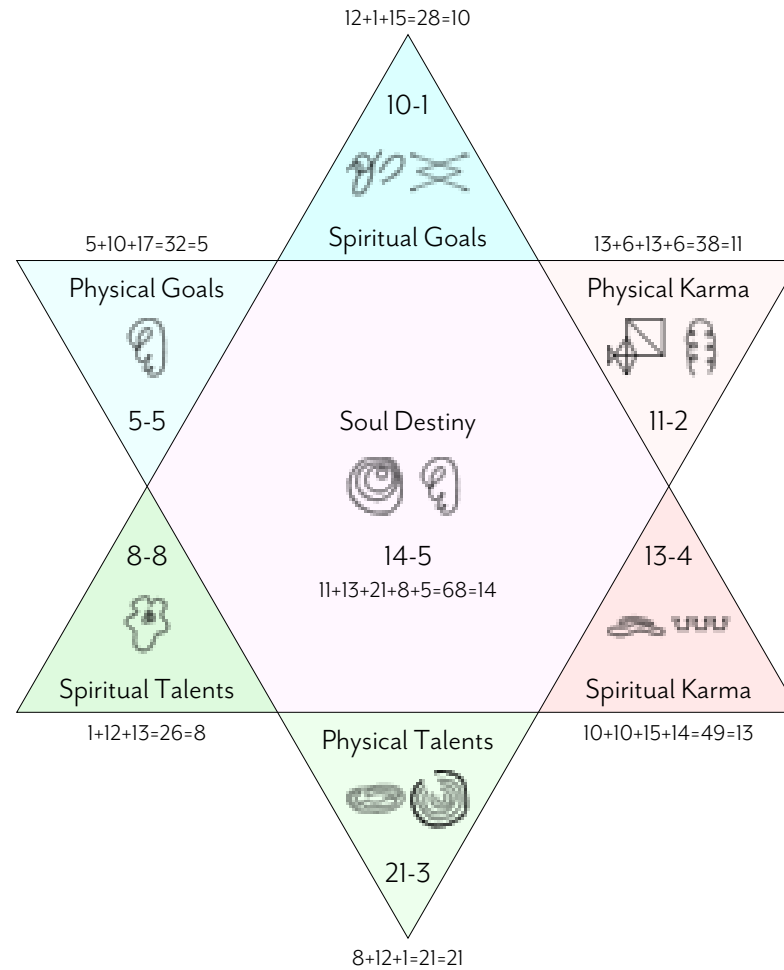 12+1+15=28=10
10-1
Spiritual Goals
5+10+17=32=5
Physical Goals
5-5
13+6+13+6=38=11
Physical Karma
11-2
Soul Destiny
14-5
11+13+21+8+5=68=14
8-8
Spiritual Talents
1+12+13=26=8
13-4
Spiritual Karma
10+10+15+14=49=13
Physical Talents
21-3
8+12+1=21=21